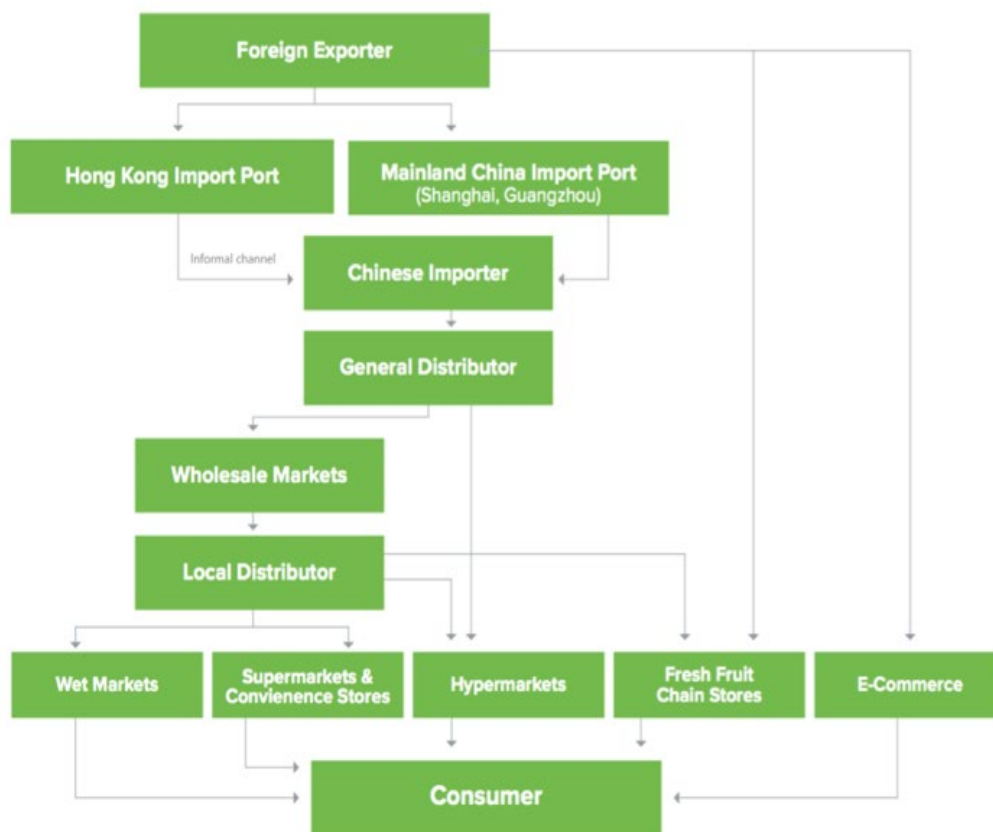 Foreign Exporter
Hong Kong Import Port
Mainland China Import Port
(Shanghai, Guangzhou)
Informal channel
Chinese Importer
General Distributor
Wholesale Markets
Local Distributor
Wet Markets
Supermarkets &
Convienence Stores
Hypermarkets
Fresh Fruit
Chain Stores
E-Commerce
Consumer